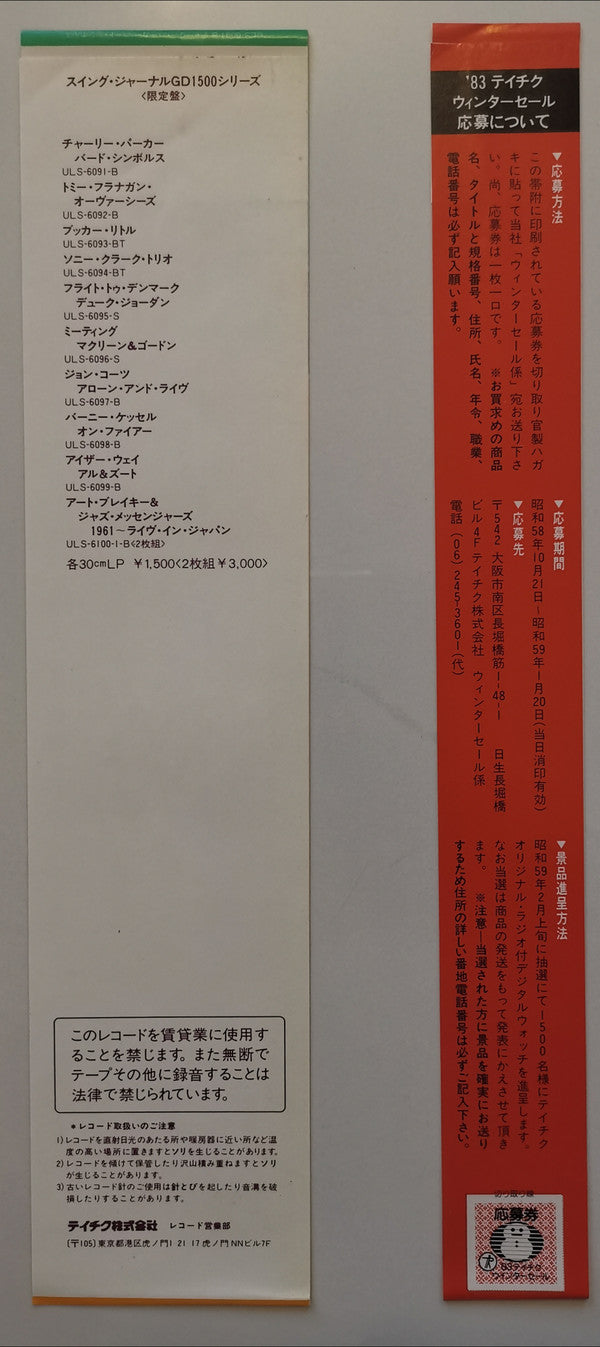 スイング・ジャーナルGD1500シリーズ
〈限定盤〉
チャーリー・パーカー
バード・シンボルス
ULS-6091-B
トミー・フラナガン・
オーヴァーシーズ
ULS-6092-B
ブッカー・リトル
ULS-6093-BT
ソニー・クラーク・トリオ
ULS-6094-BT
フライト・トゥ・デンマーク
デューク・ジョーダン
ULS-6095-S
ミーティング
マクリーン&ゴードン
ULS-6096-S
ジョン・コーツ
アローン・アンド・ライヴ
ULS-6097-B
バーニー・ケッセル
オン・ファイアー
ULS-6098-B
アイザー・ウェイ
アル&ズート
ULS-6099-B
アート・ブレイキー&
ジャズ・メッセンジャーズ
1961〜ライヴ・イン・ジャパン
ULS-6100-1-B〈2枚組〉
各30cmLP ¥1,500〈2枚組¥3,000〉
このレコードを賃貸業に使用す
ることを禁じます。また無断で
テープその他に録音することは
法律で禁じられています。
*レコード取扱いのご注意
1)レコードを直射日光のあたる所や暖房器に近い所など温
度の高い場所に置きますとソリを生じることがあります。
2)レコードを傾けて保管したり沢山積み重ねますとソリ
が生じることがあります。
3)古いレコード針のご使用は針とびを起したり音溝を破
損したりすることがあります。
テイチク株式会社 レコード営業部
(〒105)東京都港区虎ノ門1 21 17 虎ノ門NNビル7F
'83 テイチク
ウィンターセール
応募について
▼応募方法
この帯附に印刷されている応募券を切り取り官製ハガ
キに貼って当社「ウィンターセール係」宛お送り下さ
い。尚、応募券は一枚一口です。 ※お買求めの商品
名、タイトルと規格番号、住所、氏名、年令、職業、
電話番号は必ず記入願います。
▼応募期間
昭和58年10月21日〜昭和59年1月20日(当日消印有効)
▼応募先
〒542 大阪市南区長堀橋筋1-48-1 日生長堀橋
ビル4F テイチク株式会社 ウィンターセール係
電話(06)245-3601(代)
▼景品進呈方法
昭和59年2月上旬に抽選にて1500名様にテイチク
オリジナル・ラジオ付デジタルウォッチを進呈します。
なお当選は商品の発送をもって発表にかえさせて頂き
ます。 ※注意―当選された方に景品を確実にお送り
するため住所の詳しい番地電話番号は必ずご記入下さい。
切り取り線
応募券
'83テイチク
ウィンターセール